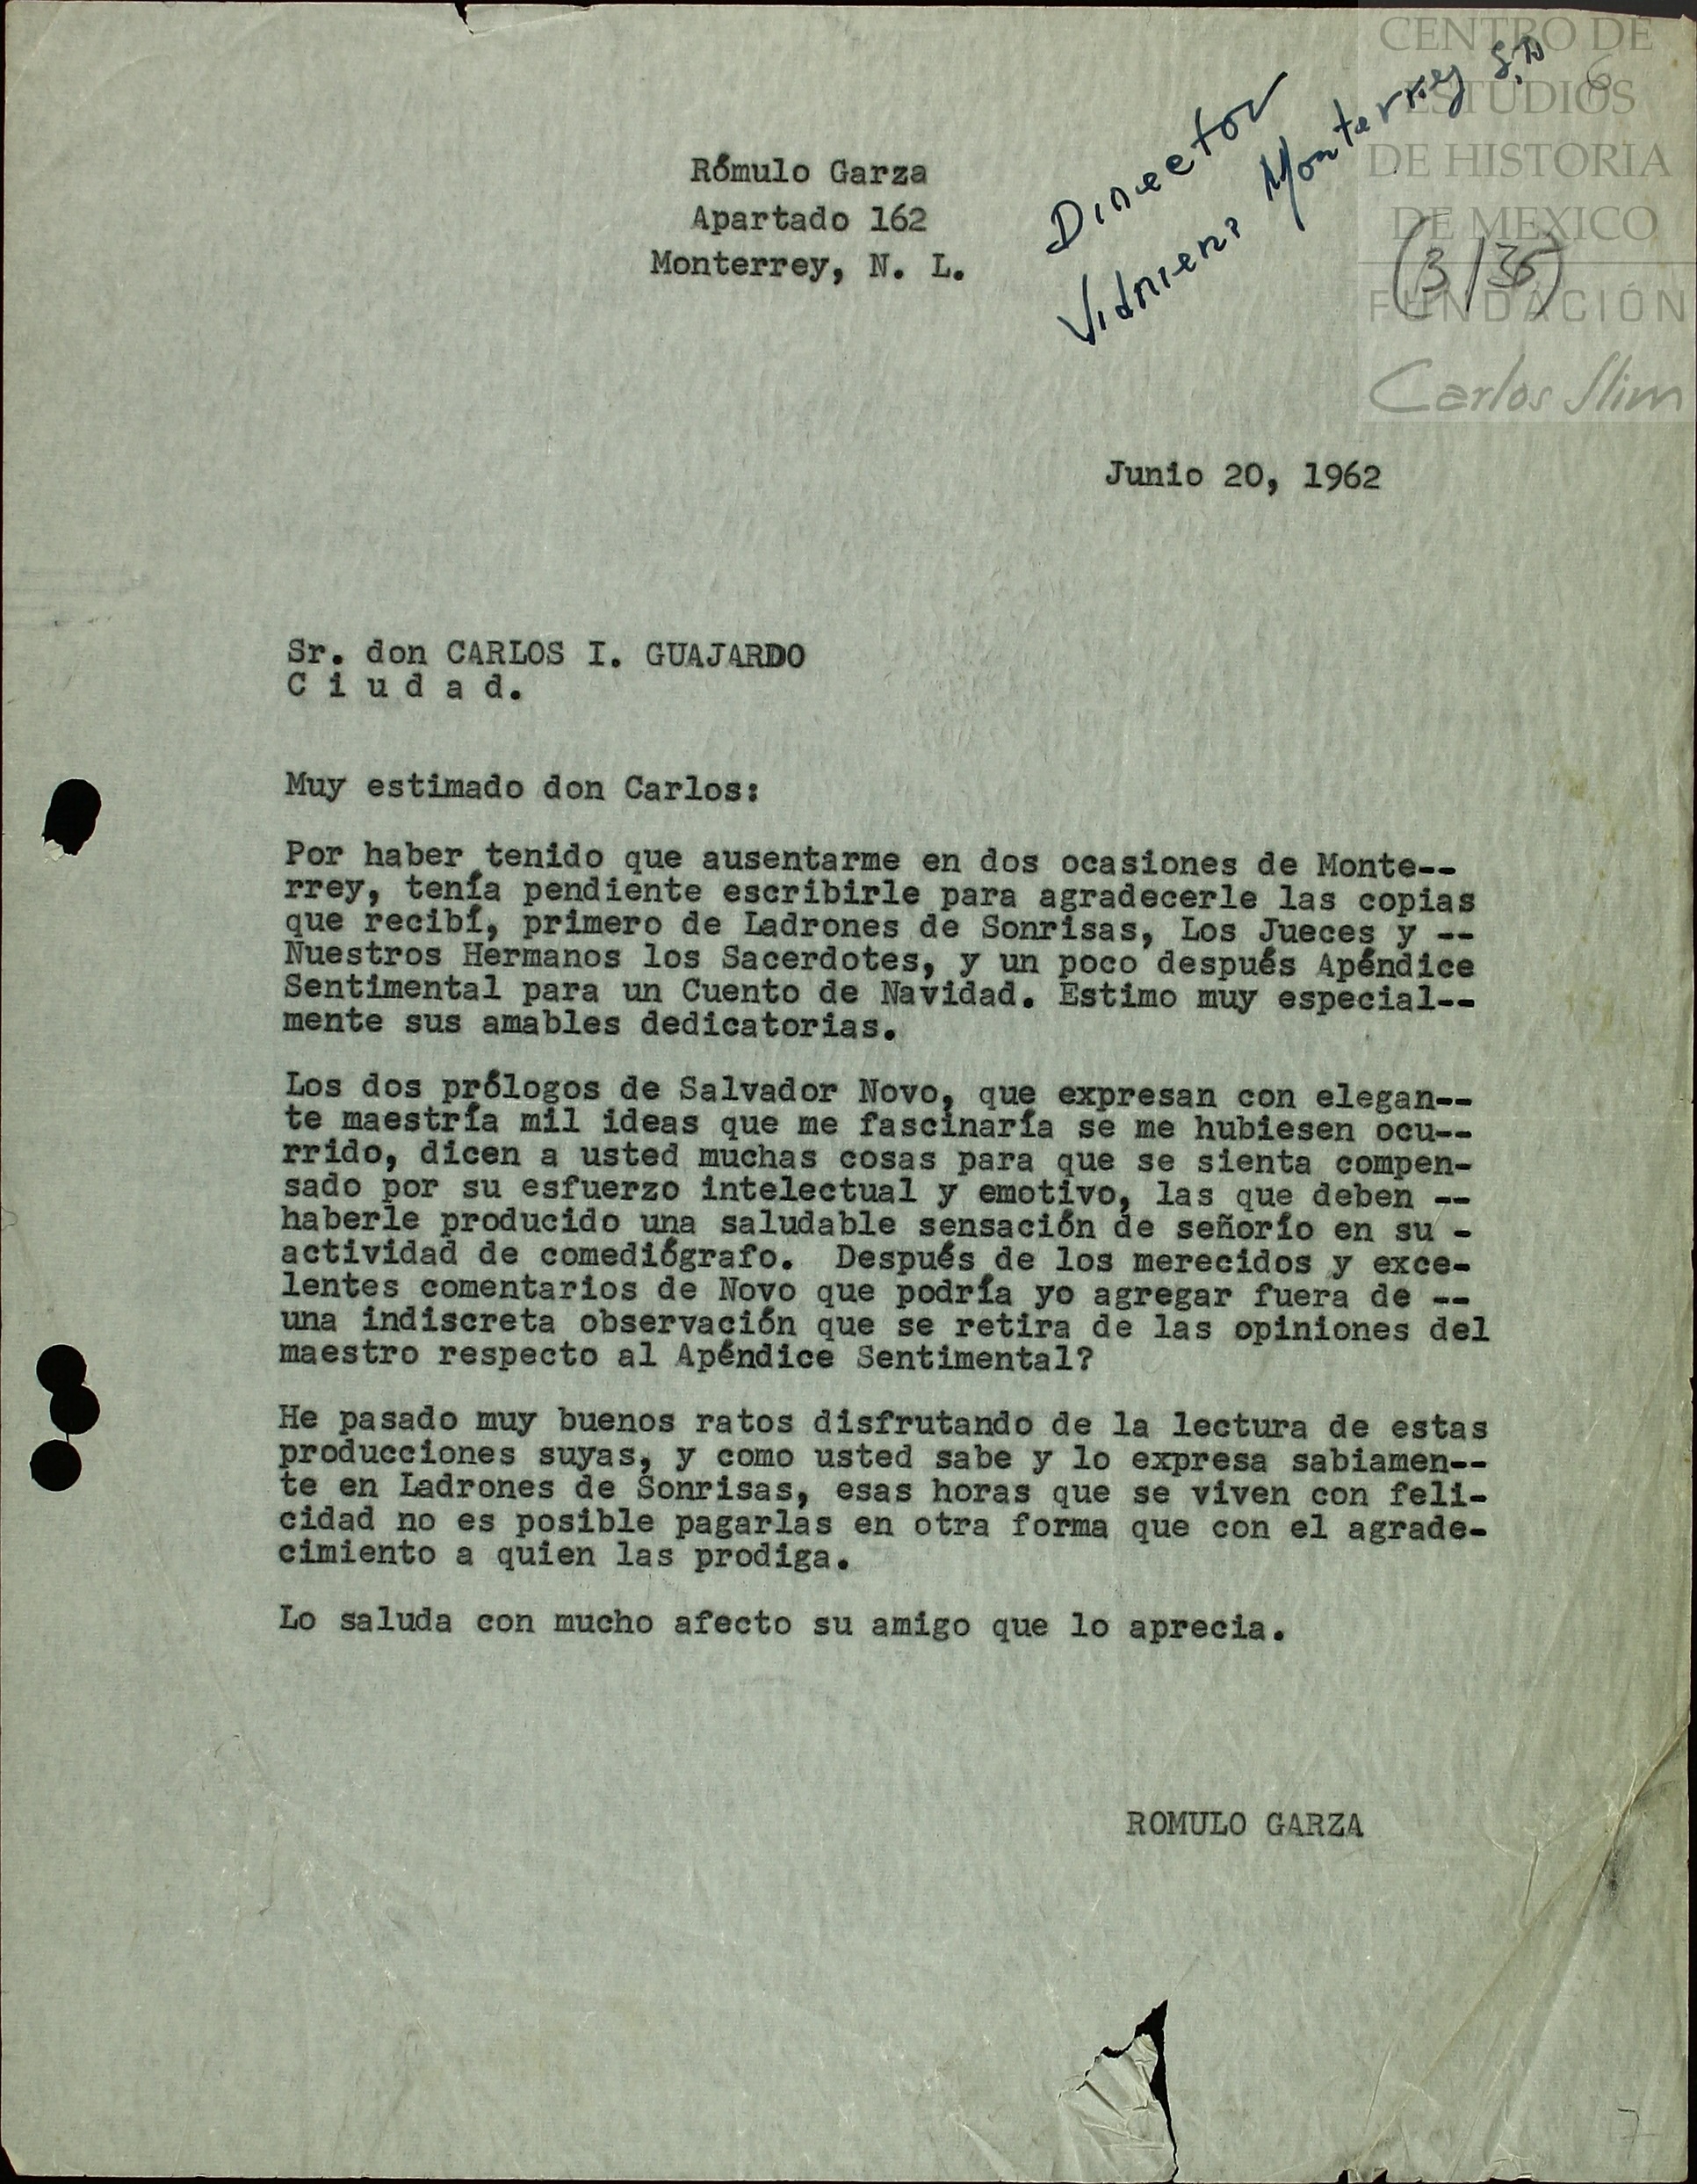 CENTRO DE
ESTUDIOS
DE HISTORIA
DE MEXICO
FUNDACIÓN
Carlos Slim
6
(3/36)
Director
Vidriera Monterrey S.A
Rómulo Garza
Apartado 162
Monterrey, N. L.
Junio 20, 1962
Sr. don CARLOS I. GUAJARDO
C i u d a d.
Muy estimado don Carlos:
Por haber tenido que ausentarme en dos ocasiones de Monte--
rrey, tenía pendiente escribirle para agradecerle las copias
que recibí, primero de Ladrones de Sonrisas, Los Jueces y --
Nuestros Hermanos los Sacerdotes, y un poco después Apéndice
Sentimental para un Cuento de Navidad. Estimo muy especial--
mente sus amables dedicatorias.
Los dos prólogos de Salvador Novo, que expresan con elegan--
te maestría mil ideas que me fascinaría se me hubiesen ocu--
rrido, dicen a usted muchas cosas para que se sienta compen-
sado por su esfuerzo intelectual y emotivo, las que deben --
haberle producido una saludable sensación de señorío en su -
actividad de comediógrafo. Después de los merecidos y exce-
lentes comentarios de Novo que podría yo agregar fuera de --
una indiscreta observación que se retira de las opiniones del
maestro respecto al Apéndice Sentimental?
He pasado muy buenos ratos disfrutando de la lectura de estas
producciones suyas, y como usted sabe y lo expresa sabiamen--
te en Ladrones de Sonrisas, esas horas que se viven con feli-
cidad no es posible pagarlas en otra forma que con el agrade-
cimiento a quien las prodiga.
Lo saluda con mucho afecto su amigo que lo aprecia.
ROMULO GARZA
7